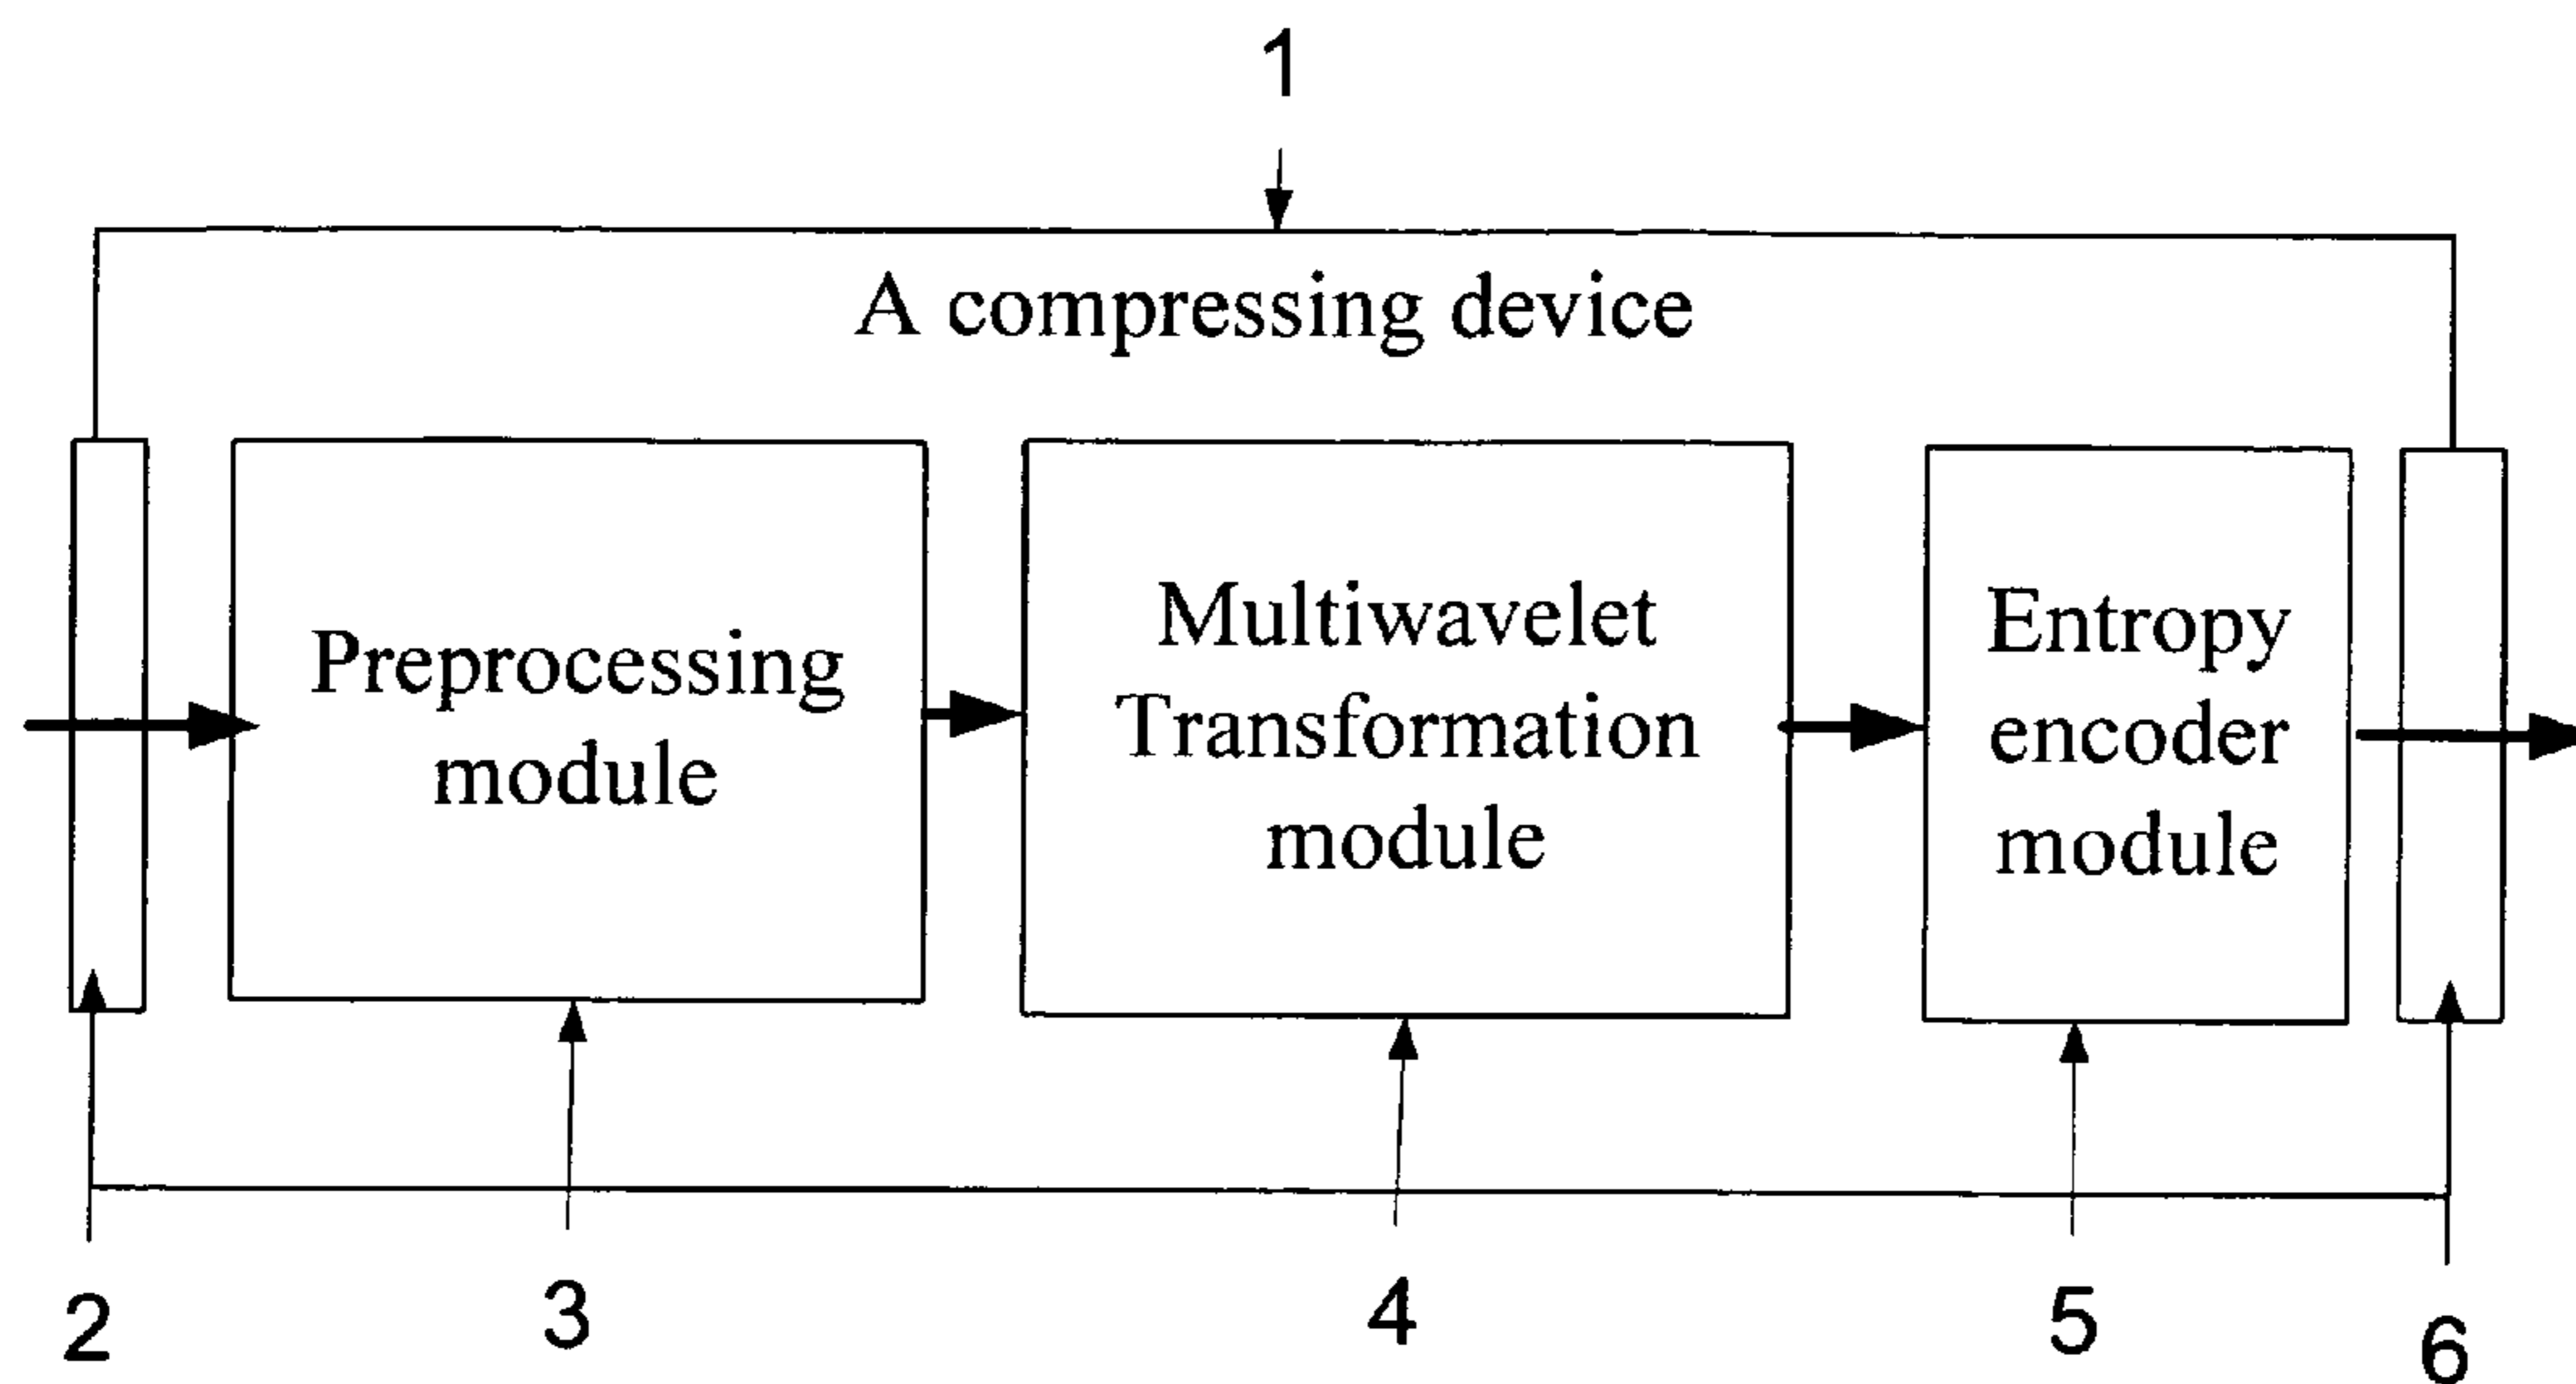 1
A compressing device
Preprocessing
module
Multiwavelet
Transformation
module
Entropy
encoder
module
2
3
4
5
6